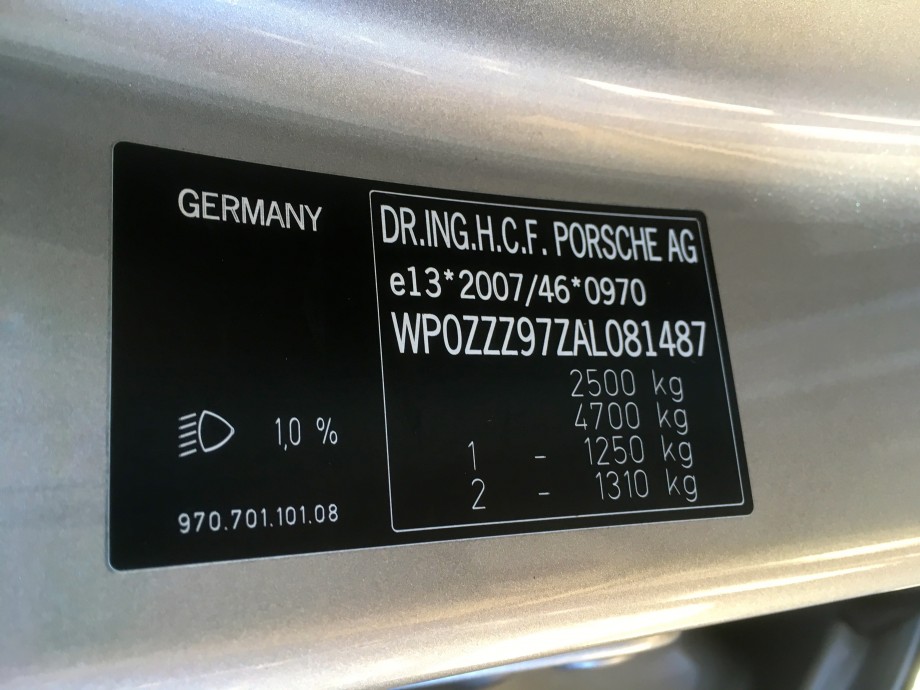 GERMANY
DR.ING.H.C.F. PORSCHE AG
e13*2007/46*0970
WP0ZZZ97ZAL081487
2500 kg
4700 kg
1 - 1250 kg
2 - 1310 kg
1,0 %
970.701.101.08